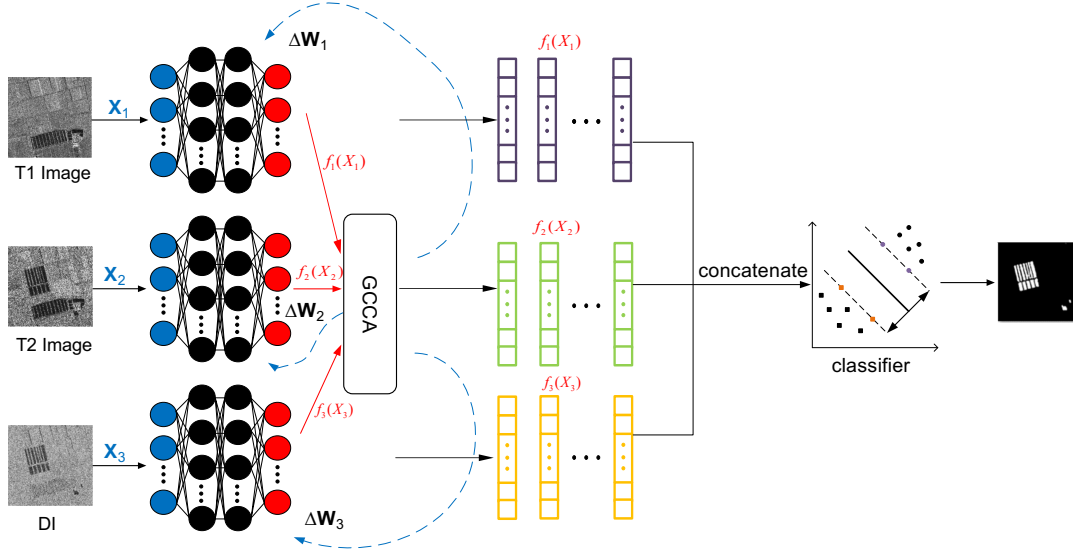 ΔW₁
f₁(X₁)
X₁
T1 Image
f₁(X₁)
GCCA
f₂(X₂)
X₂
f₂(X₂)
ΔW₂
concatenate
T2 Image
classifier
f₃(X₃)
f₃(X₃)
X₃
ΔW₃
DI